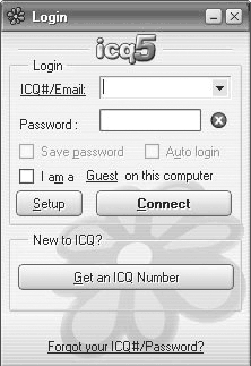 Login
icq5
Login
ICQ#/Email:
Password :
Save password Auto login
I am a Guest on this computer
Setup Connect
New to ICQ?
Get an ICQ Number
Forgot your ICQ#/Password?